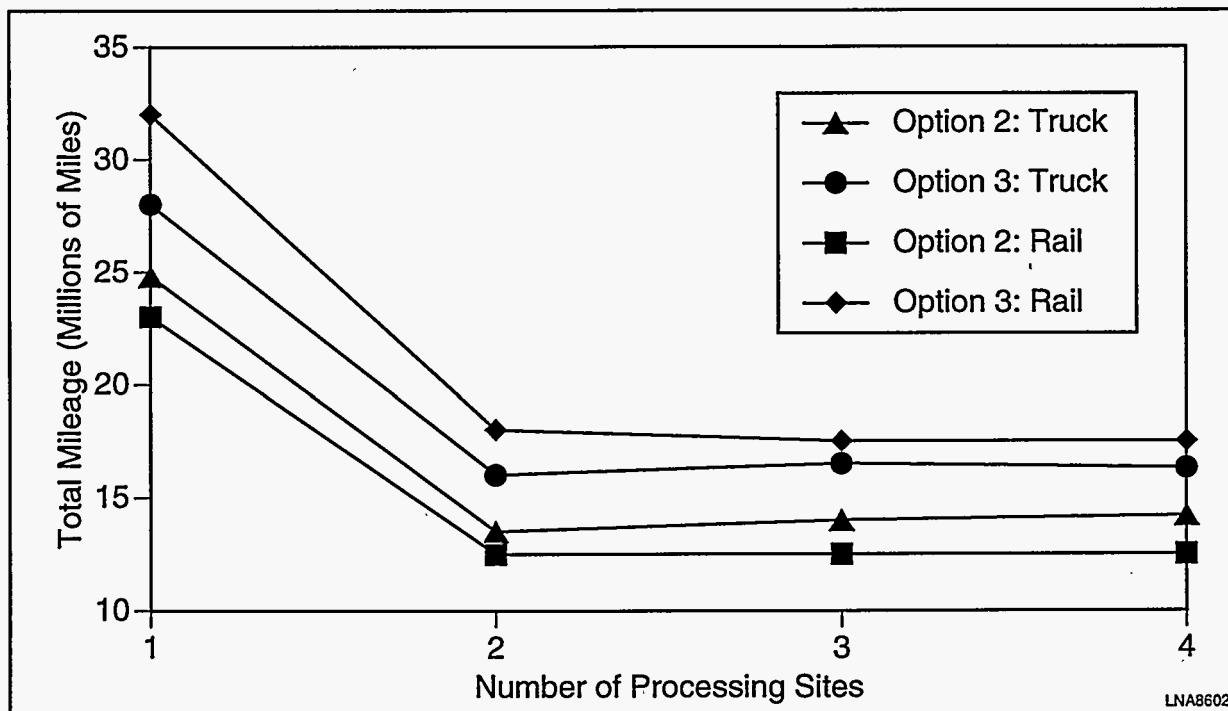 35
30
25
20
15
10
Total Mileage (Millions of Miles)
Option 2: Truck
Option 3: Truck
Option 2: Rail
Option 3: Rail
1 2 3 4
Number of Processing Sites
LNA8602